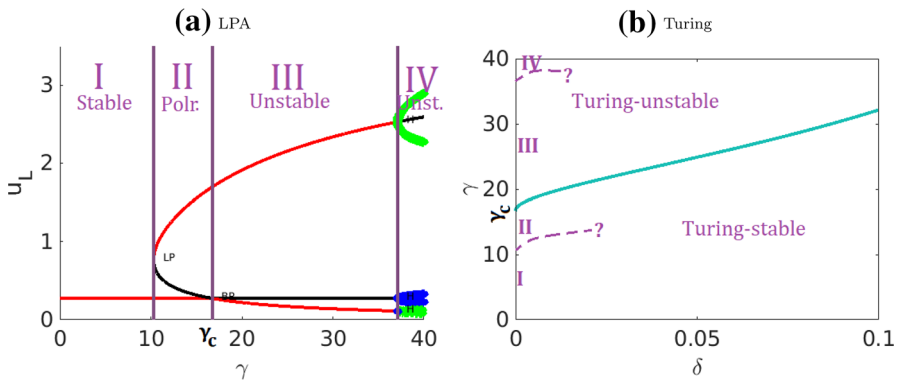 (a) LPA
I II III IV
Stable Polr. Unstable Unst.
3
2
1
0
u_L
LP
BP
H
H
H
0 10 20 30 40
γc
γ
(b) Turing
40
30
20
10
0
γ
γc
IV
?
Turing-unstable
III
II
?
Turing-stable
I
0 0.05 0.1
δ